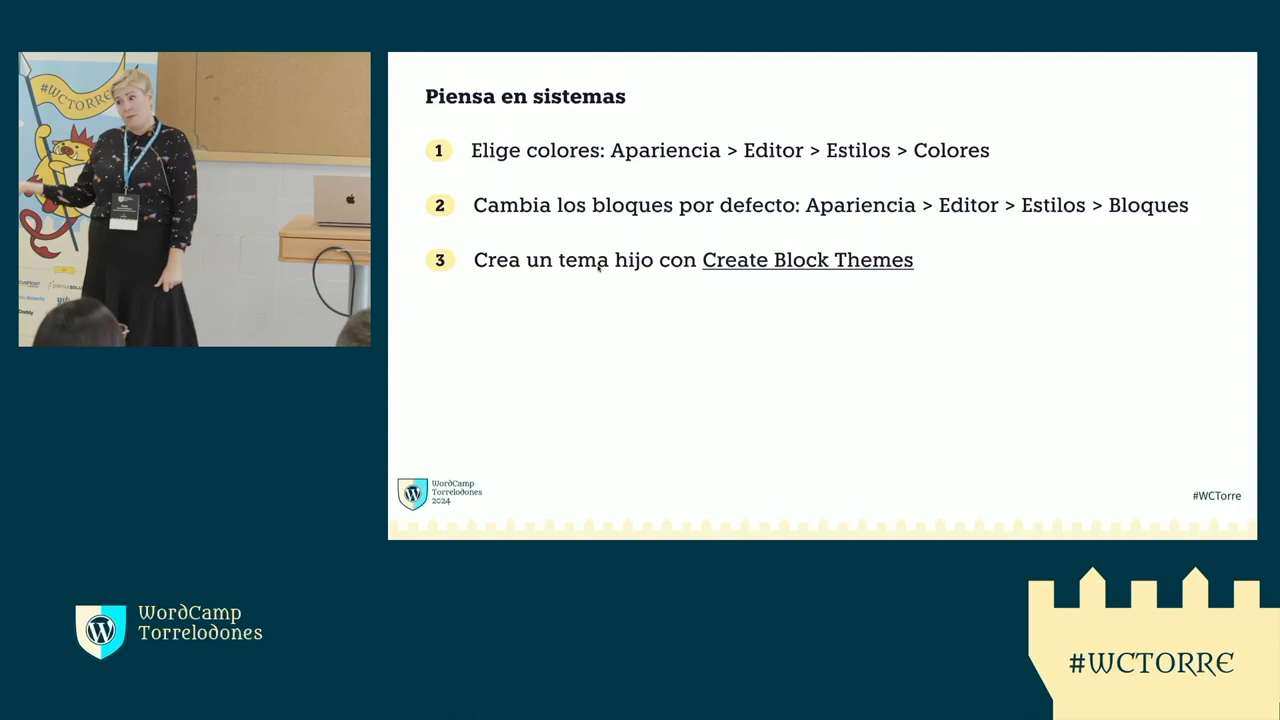 #WCTORRE
Piensa en sistemas
1 Elige colores: Apariencia > Editor > Estilos > Colores
2 Cambia los bloques por defecto: Apariencia > Editor > Estilos > Bloques
3 Crea un tema hijo con Create Block Themes
WordCamp
Torrelodones
2024
#WCTorre
WordCamp
Torrelodones
#WCTORRE